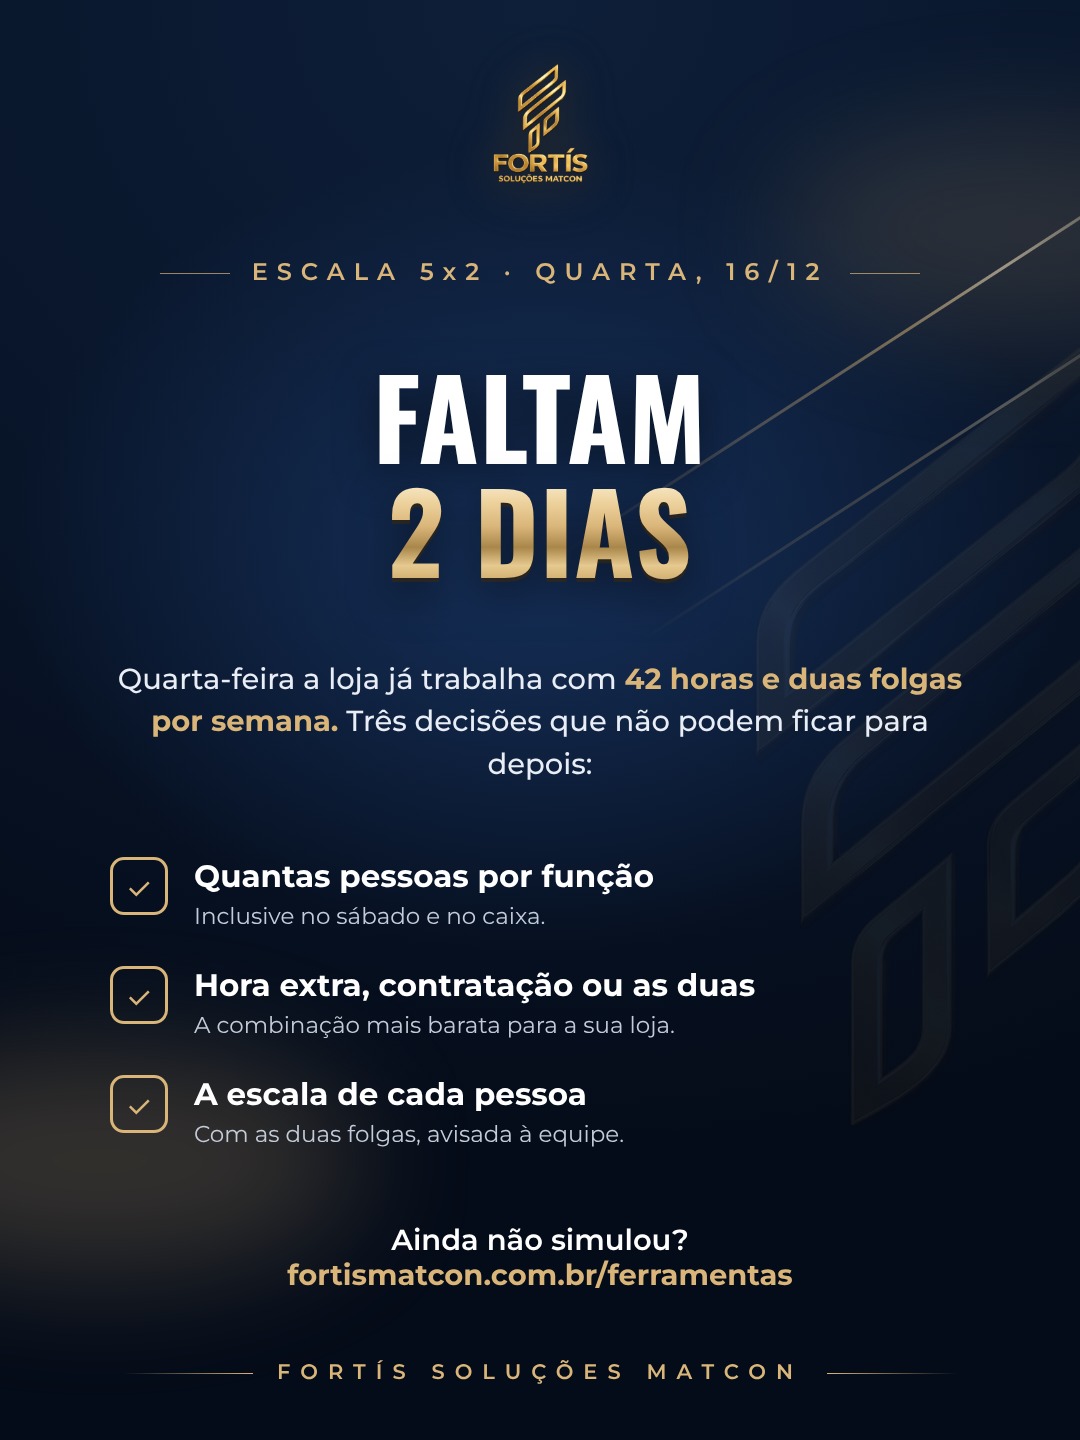 FORTÍS
SOLUÇÕES MATCON
ESCALA 5x2 · QUARTA, 16/12
FALTAM
2 DIAS
Quarta-feira a loja já trabalha com 42 horas e duas folgas
por semana. Três decisões que não podem ficar para
depois:
Quantas pessoas por função
Inclusive no sábado e no caixa.
Hora extra, contratação ou as duas
A combinação mais barata para a sua loja.
A escala de cada pessoa
Com as duas folgas, avisada à equipe.
Ainda não simulou?
fortismatcon.com.br/ferramentas
FORTÍS SOLUÇÕES MATCON